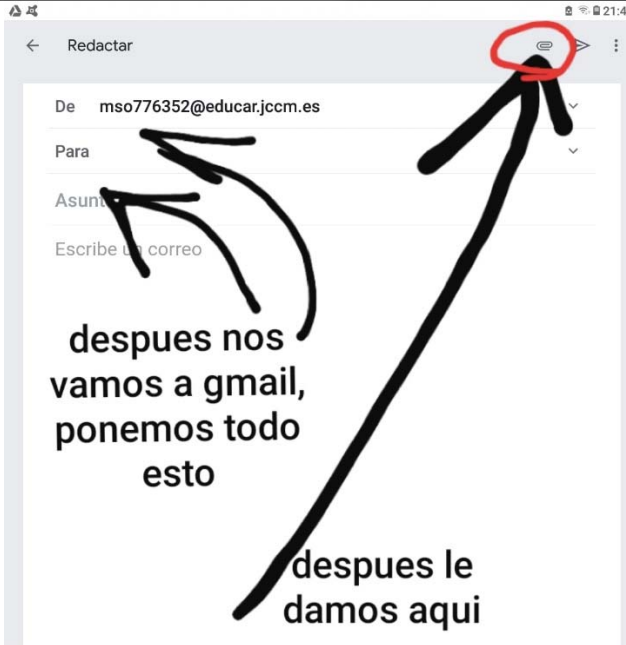 21:4
Redactar
De mso776352@educar.jccm.es
Para
Asunt
Escribe un correo
despues nos
vamos a gmail,
ponemos todo
esto
despues le
damos aqui